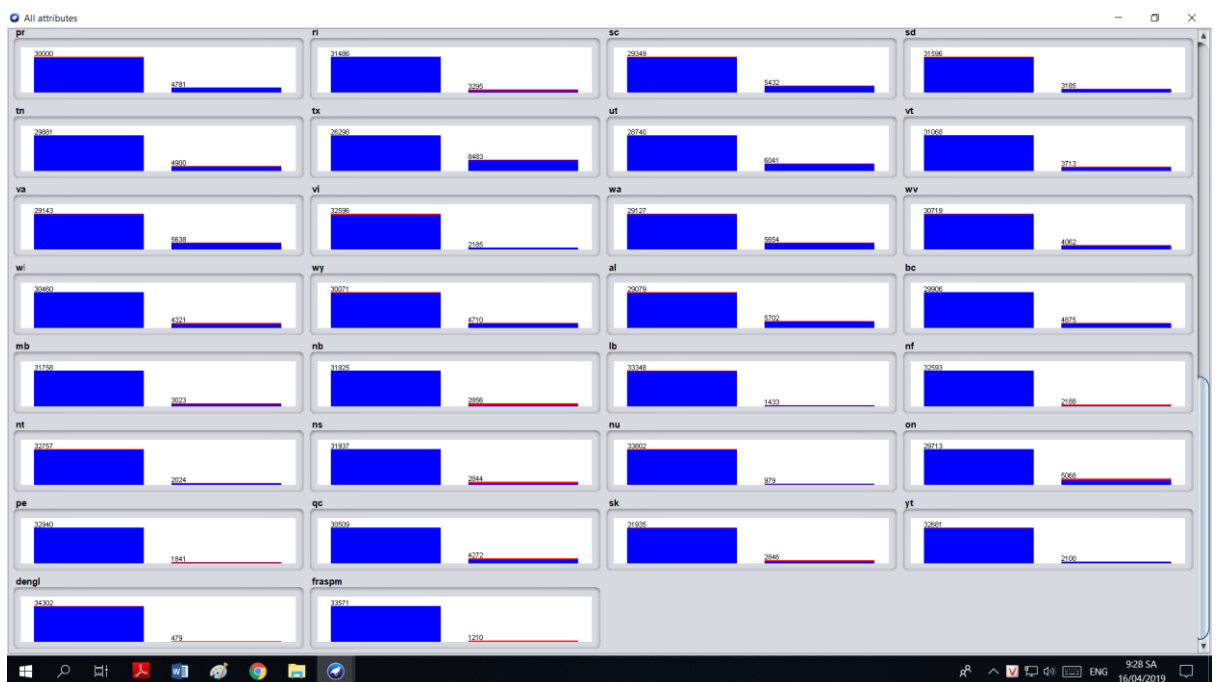 All attributes
pr ri sc sd
30000 4781 31486 3295 29349 5432 31596 3185
tn tx ut vt
29881 4900 26298 8483 28740 6041 31068 3713
va vi wa wv
29143 5638 32596 2185 29127 5654 30719 4062
wi wy al bc
30460 4321 30071 4710 29079 5702 29906 4875
mb nb lb nf
31758 3023 31925 2856 33348 1433 32593 2188
nt ns nu on
32757 2024 31937 2844 33802 979 29713 5068
pe qc sk yt
32940 1841 30509 4272 31935 2846 32681 2100
dengl fraspm
34302 479 33571 1210
ENG 9:28 SA
16/04/2019